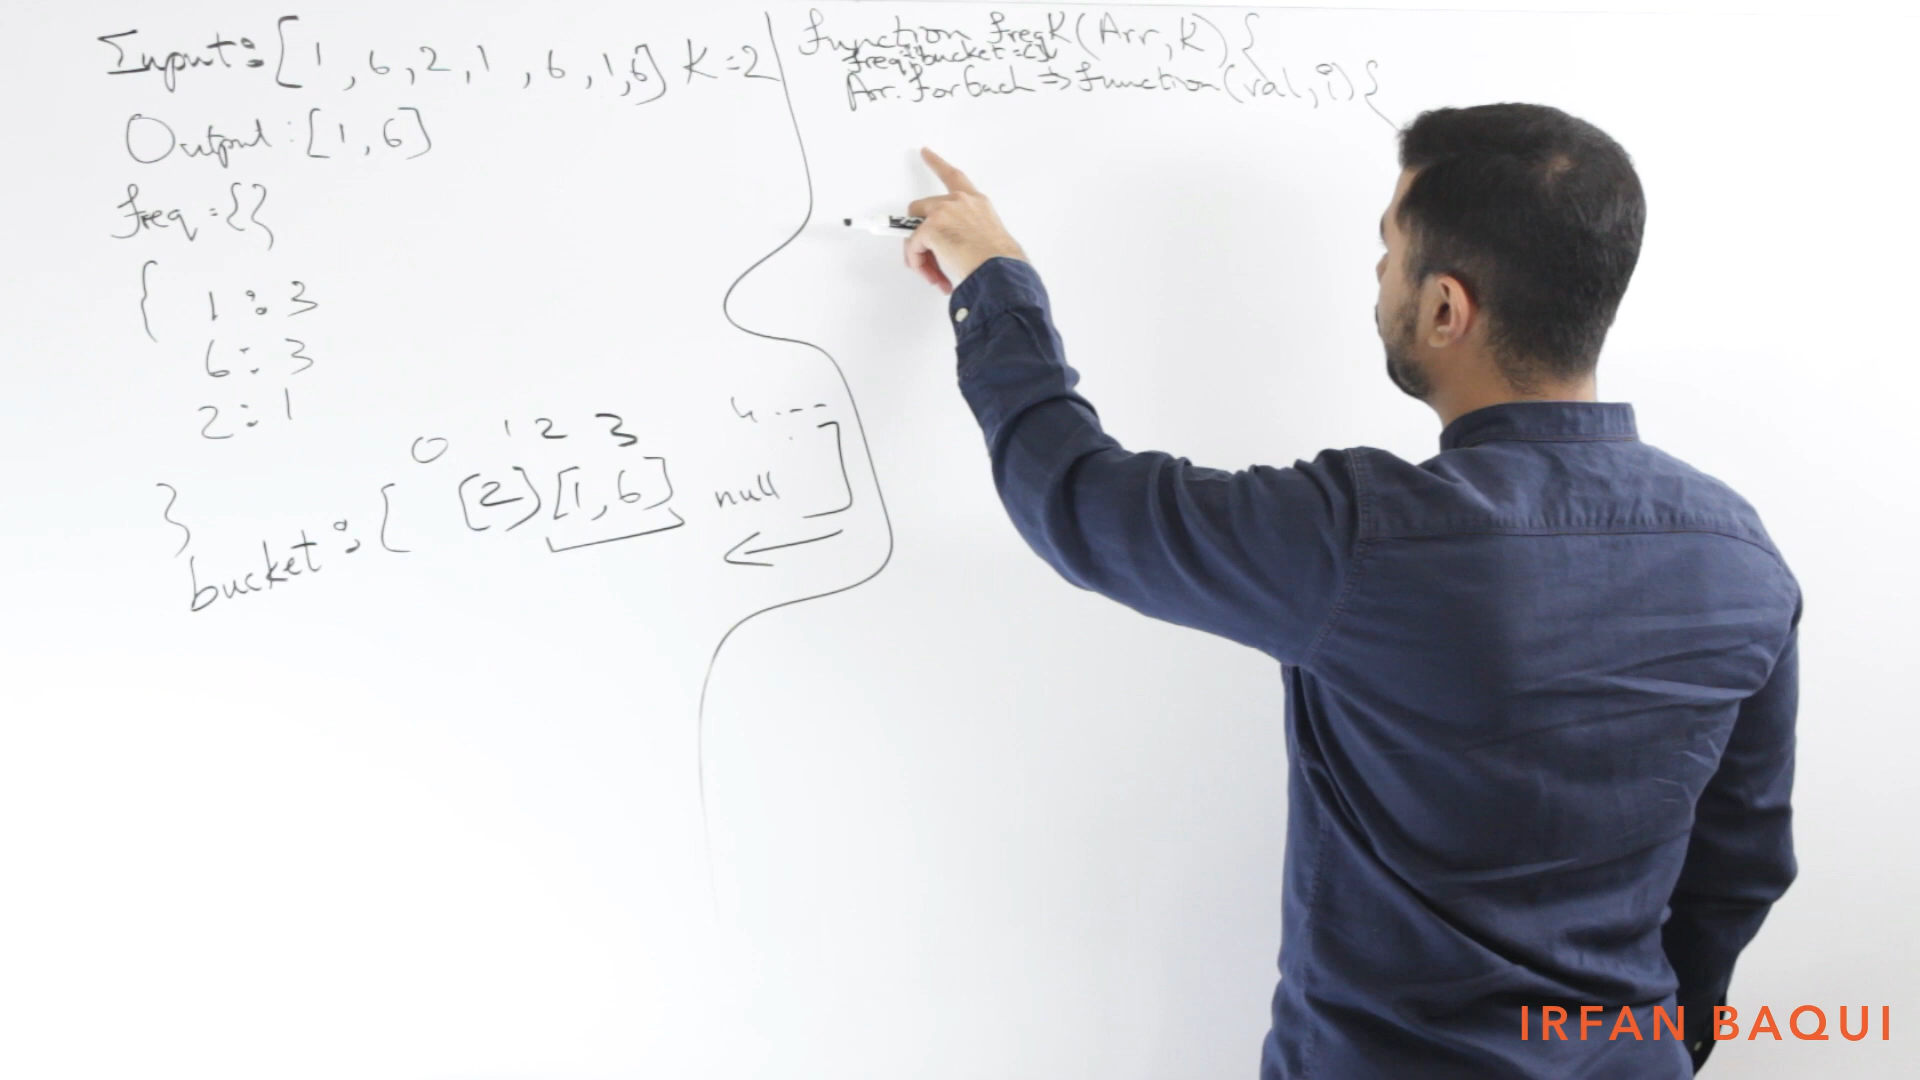 Input: [1, 6, 2, 1, 6, 1, 6] K=2
Output: [1, 6]
freq = {}
{ 1 : 3
6 : 3
2 : 1
}
0 1 2 3 4 ...
bucket : [ [2] [1, 6] null ]
function freqK(Arr, K) {
freq bucket
Arr.forEach => function(val, i) {
IRFAN BAQUI